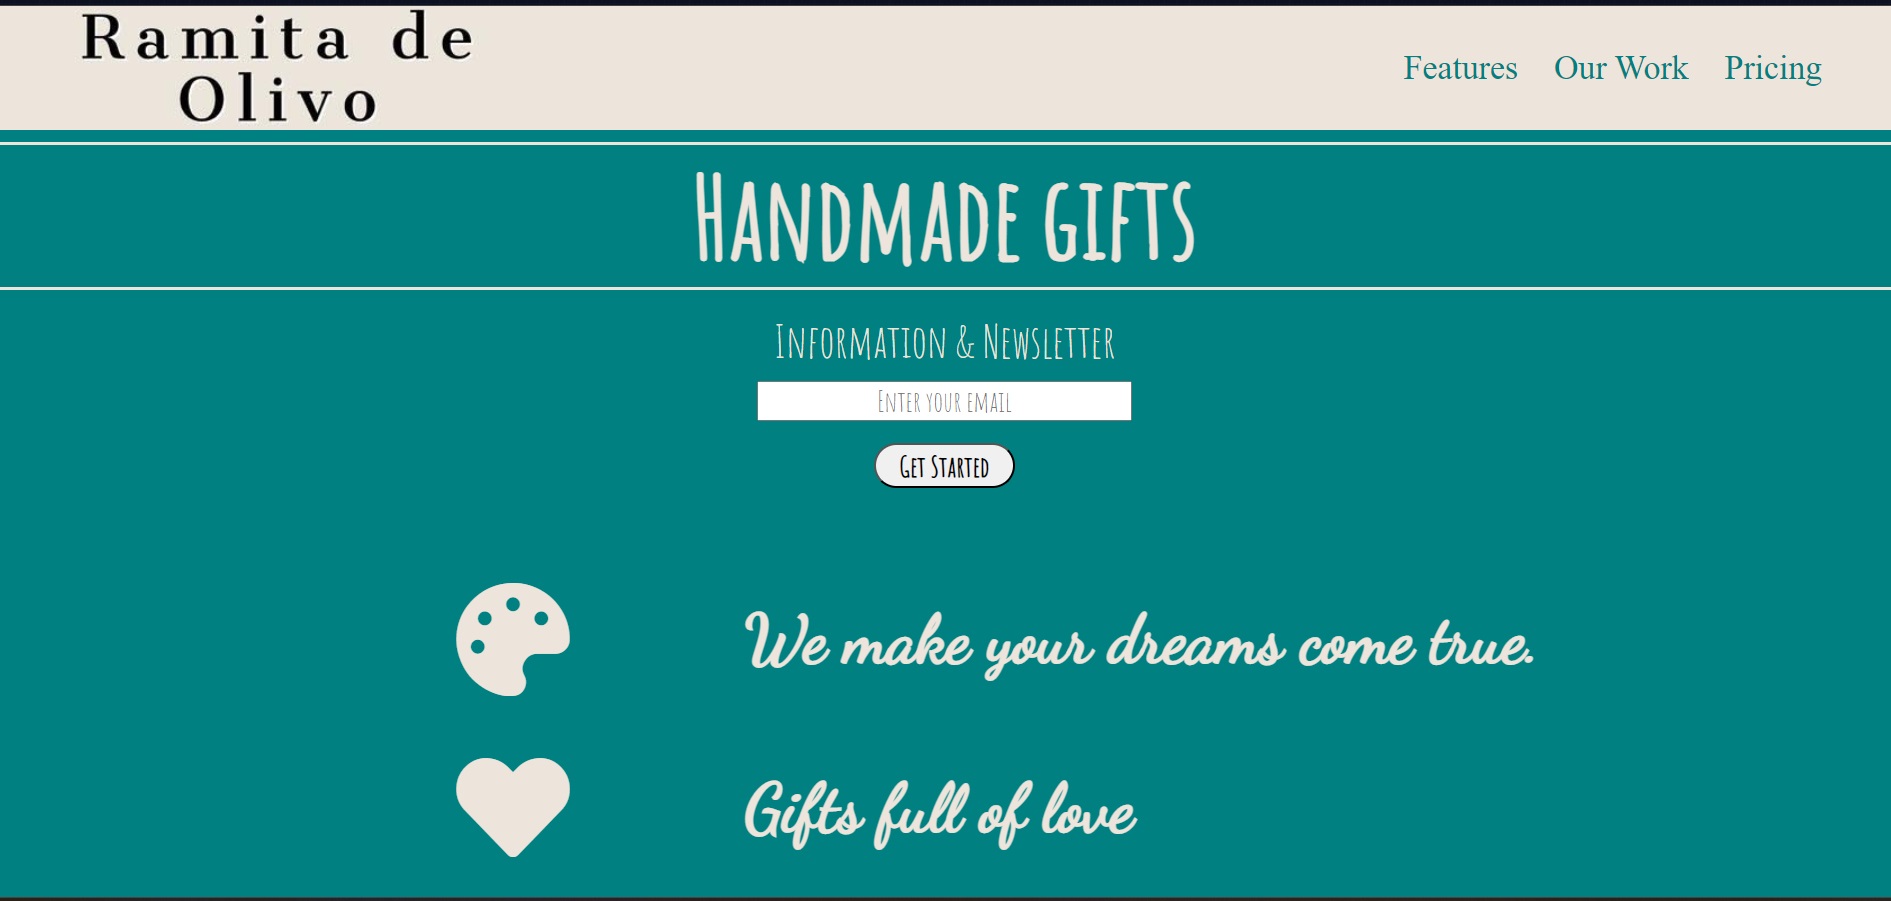 Ramita de
Olivo
Features Our Work Pricing
Handmade gifts
Information & Newsletter
Enter your email
Get Started
We make your dreams come true.
Gifts full of love